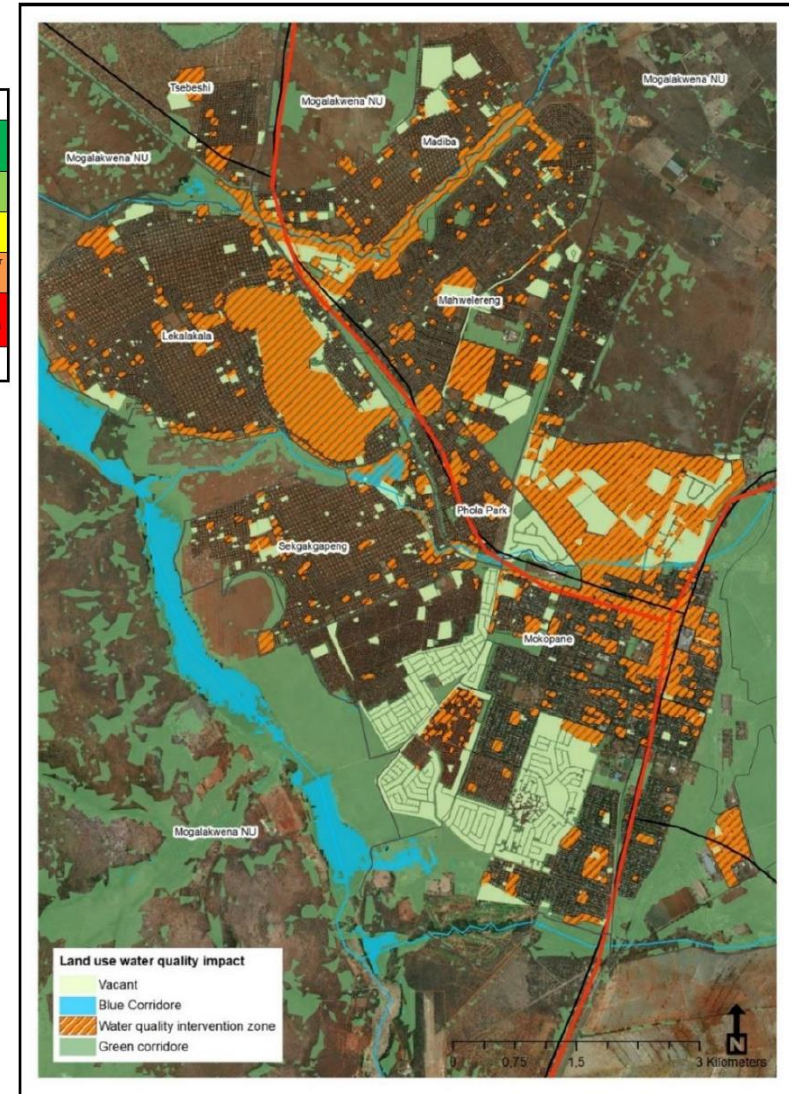 Tsebeshi
Mogalakwena NU
Mogalakwena NU
Madiba
Mogalakwena NU
Mahwelereng
Lekalakala
Phola Park
Sekgakgapeng
Mokopane
Mogalakwena NU
Land use water quality impact
Vacant
Blue Corridore
Water quality intervention zone
Green corridore
0 0,75 1,5 3 Kilometers
N